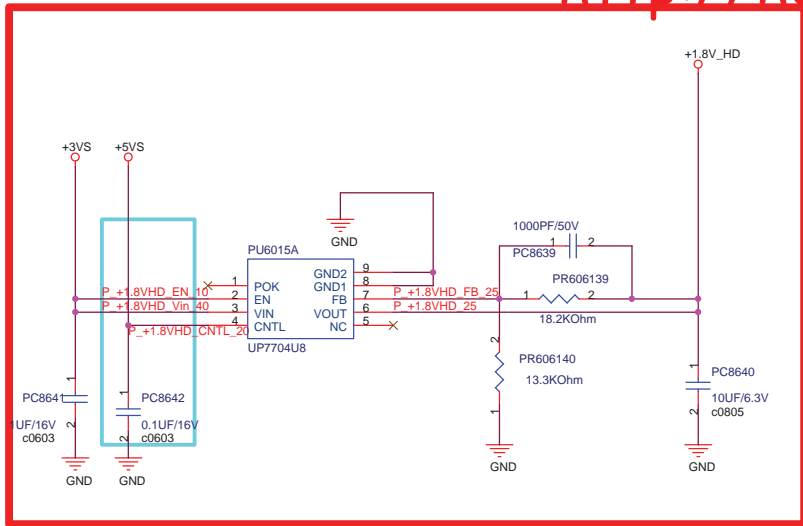 +1.8V_HD
+3VS
+5VS
GND
1000PF/50V
PC8639
1
2
PU6015A
PR606139
1
2
18.2KOhm
P_+1.8VHD_EN_10
P_+1.8VHD_Vin_40
P_+1.8VHD_CNTL_20
1
2
3
4
POK
EN
VIN
CNTL
GND2
GND1
FB
VOUT
NC
9
8
7
6
5
P_+1.8VHD_FB_25
P_+1.8VHD_25
UP7704U8
2
PR606140
13.3KOhm
1
GND
1
PC8641
1UF/16V
c0603
2
GND
1
PC8642
0.1UF/16V
c0603
2
GND
1
PC8640
10UF/6.3V
c0805
2
GND